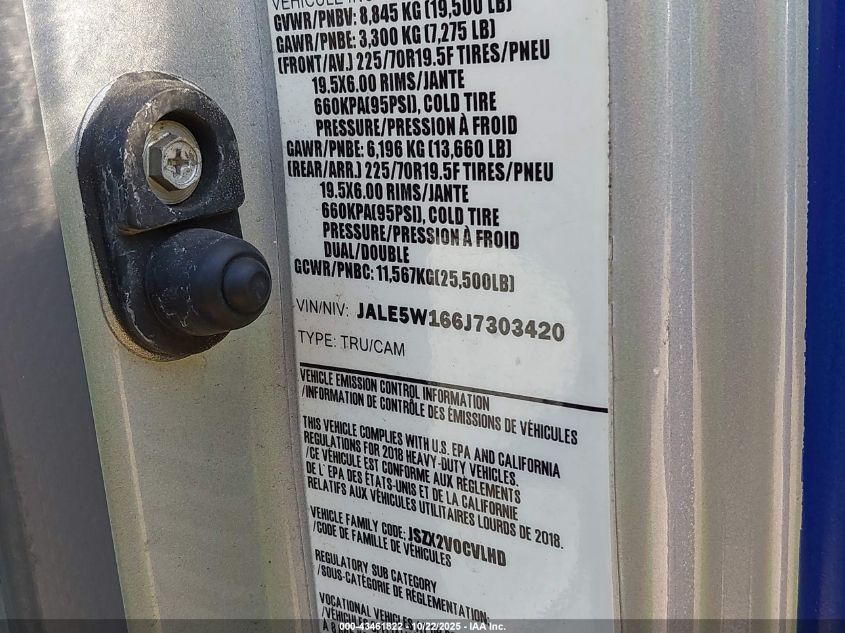 VEHICLE INC
GVWR/PNBV: 8,845 KG (19,500 LB)
GAWR/PNBE: 3,300 KG (7,275 LB)
(FRONT/AV.) 225/70R19.5F TIRES/PNEU
19.5X6.00 RIMS/JANTE
660KPA(95PSI), COLD TIRE
PRESSURE/PRESSION À FROID
GAWR/PNBE: 6,196 KG (13,660 LB)
(REAR/ARR.) 225/70R19.5F TIRES/PNEU
19.5X6.00 RIMS/JANTE
660KPA(95PSI), COLD TIRE
PRESSURE/PRESSION À FROID
DUAL/DOUBLE
GCWR/PNBC: 11,567KG(25,500LB)
VIN/NIV: JALE5W166J7303420
TYPE: TRU/CAM
VEHICLE EMISSION CONTROL INFORMATION
/INFORMATION DE CONTRÔLE DES ÉMISSIONS DE VÉHICULES
THIS VEHICLE COMPLIES WITH U.S. EPA AND CALIFORNIA
REGULATIONS FOR 2018 HEAVY-DUTY VEHICLES.
/CE VÉHICULE EST CONFORME AUX RÈGLEMENTS
DE L' EPA DES ÉTATS-UNIS ET DE LA CALIFORNIE
RELATIFS AUX VÉHICULES UTILITAIRES LOURDS DE 2018.
VEHICLE FAMILY CODE: JSZX2VOCVLHD
/CODE DE FAMILLE DE VÉHICULES
REGULATORY SUB CATEGORY
/SOUS-CATÉGORIE DE RÉGLEMENTATION:
VOCATIONAL VEHICLES
000-43461822 - 10/22/2025 - IAA Inc.